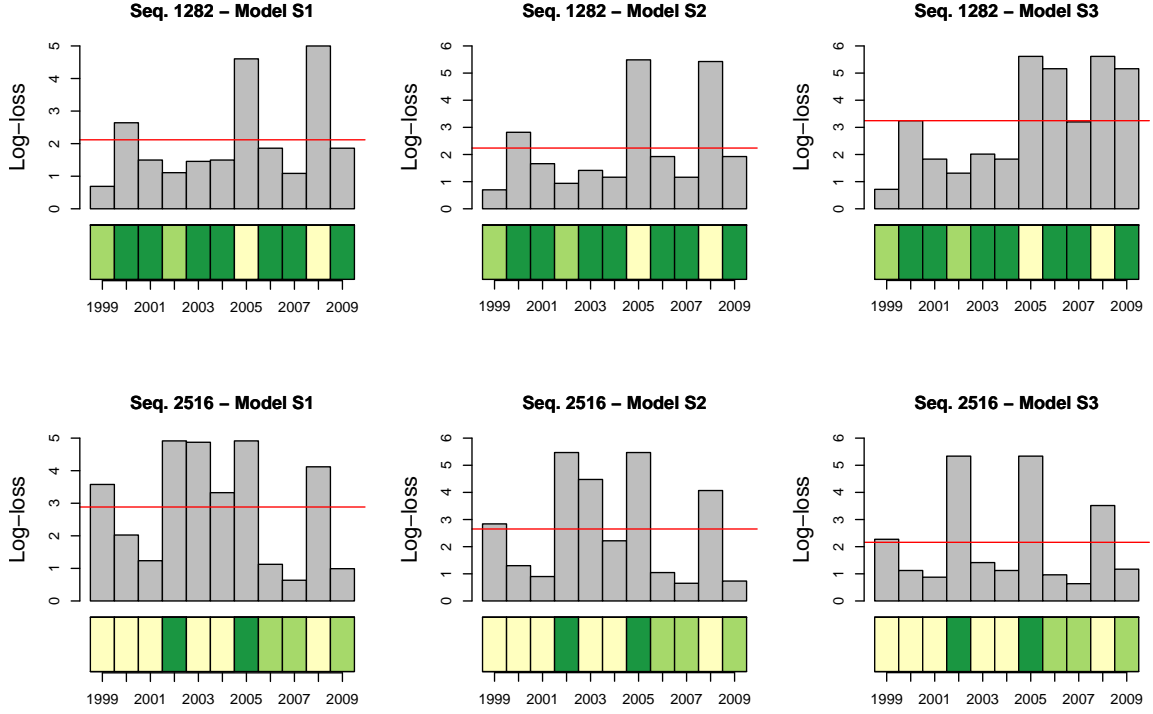 Seq. 1282 – Model S1
Log–loss
0 1 2 3 4 5
1999 2001 2003 2005 2007 2009
Seq. 1282 – Model S2
Log–loss
0 1 2 3 4 5 6
1999 2001 2003 2005 2007 2009
Seq. 1282 – Model S3
Log–loss
0 1 2 3 4 5 6
1999 2001 2003 2005 2007 2009
Seq. 2516 – Model S1
Log–loss
0 1 2 3 4 5
1999 2001 2003 2005 2007 2009
Seq. 2516 – Model S2
Log–loss
0 1 2 3 4 5 6
1999 2001 2003 2005 2007 2009
Seq. 2516 – Model S3
Log–loss
0 1 2 3 4 5 6
1999 2001 2003 2005 2007 2009